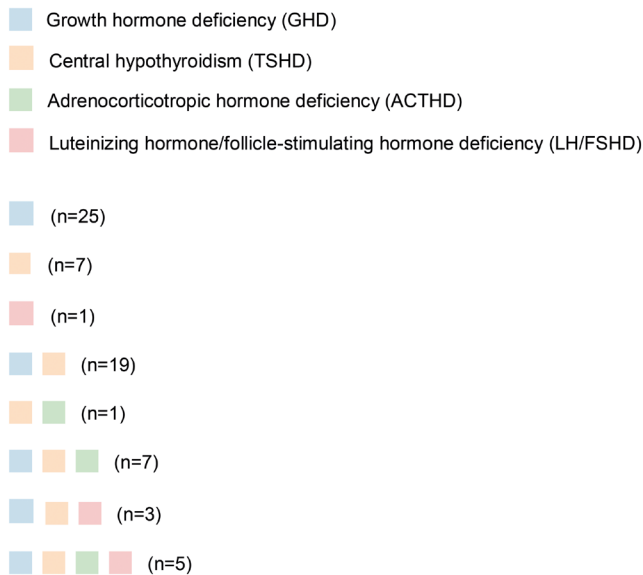 Growth hormone deficiency (GHD)
Central hypothyroidism (TSHD)
Adrenocorticotropic hormone deficiency (ACTHD)
Luteinizing hormone/follicle-stimulating hormone deficiency (LH/FSHD)
(n=25)
(n=7)
(n=1)
(n=19)
(n=1)
(n=7)
(n=3)
(n=5)